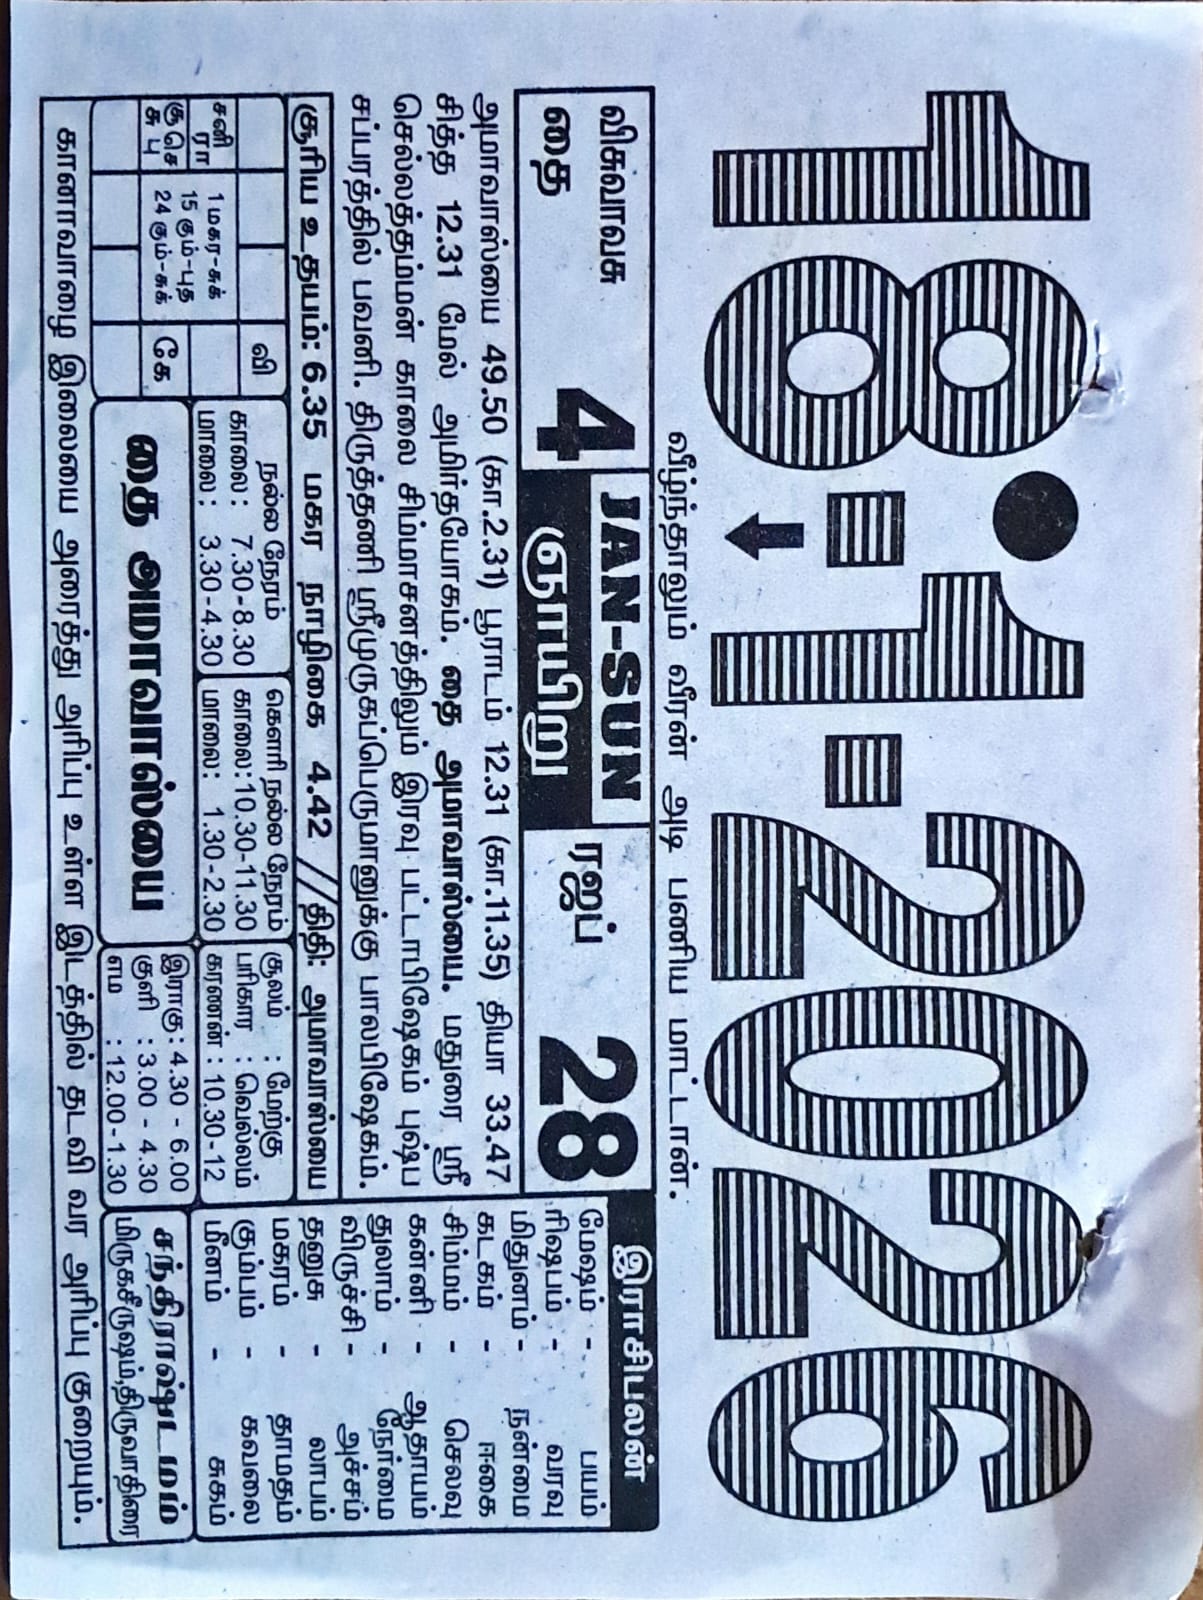 18-1-2026
வீழ்ந்தாலும் வீரன் அடி பணிய மாட்டான்.
விசுவாவசு
தை 4
JAN-SUN
ஞாயிறு
ரஜப் 28
அமாவாஸ்யை 49.50 (கா.2.31) பூராடம் 12.31 (கா.11.35) தியா 33.47
சித்த 12.31 மேல் அமிர்தயோகம். தை அமாவாஸ்யை. மதுரை ஸ்ரீ
செல்லத்தம்மன் காலை சிம்மாசனத்திலும் இரவு பட்டாபிஷேகம் புஷ்ப
சப்பரத்தில் பவனி. திருத்தணி ஸ்ரீமுருகப்பெருமானுக்கு பாலபிஷேகம்.
சூரிய உதயம்: 6.35 மகர நாழிகை 4.42 // திதி: அமாவாஸ்யை
இராசிபலன்
மேஷம் - பயம்
ரிஷபம் - வரவு
மிதுனம் - நன்மை
கடகம் - ஈகை
சிம்மம் - செலவு
கன்னி - ஆதாயம்
துலாம் - நேர்மை
விருச்சி - அச்சம்
தனுசு - லாபம்
மகரம் - தாமதம்
கும்பம் - கவலை
மீனம் - சுகம்
வி
சனி ரா
கு செ சு பு
1 மகர-சுக்
15 கும்-புத
24 கும்-சுக்
கே
நல்ல நேரம்
காலை: 7.30-8.30
மாலை: 3.30-4.30
கௌரி நல்ல நேரம்
காலை: 10.30-11.30
மாலை: 1.30-2.30
சூலம் : மேற்கு
பரிகார : வெல்லம்
கரணன் : 10.30-12
தை அமாவாஸ்யை
இராகு : 4.30 - 6.00
குளி : 3.00 - 4.30
எம : 12.00-1.30
சந்திராஷ்டமம்
மிருகசீருஷம்,திருவாதிரை
கானாவாழை இலையை அரைத்து அரிப்பு உள்ள இடத்தில் தடவி வர அரிப்பு குறையும்.